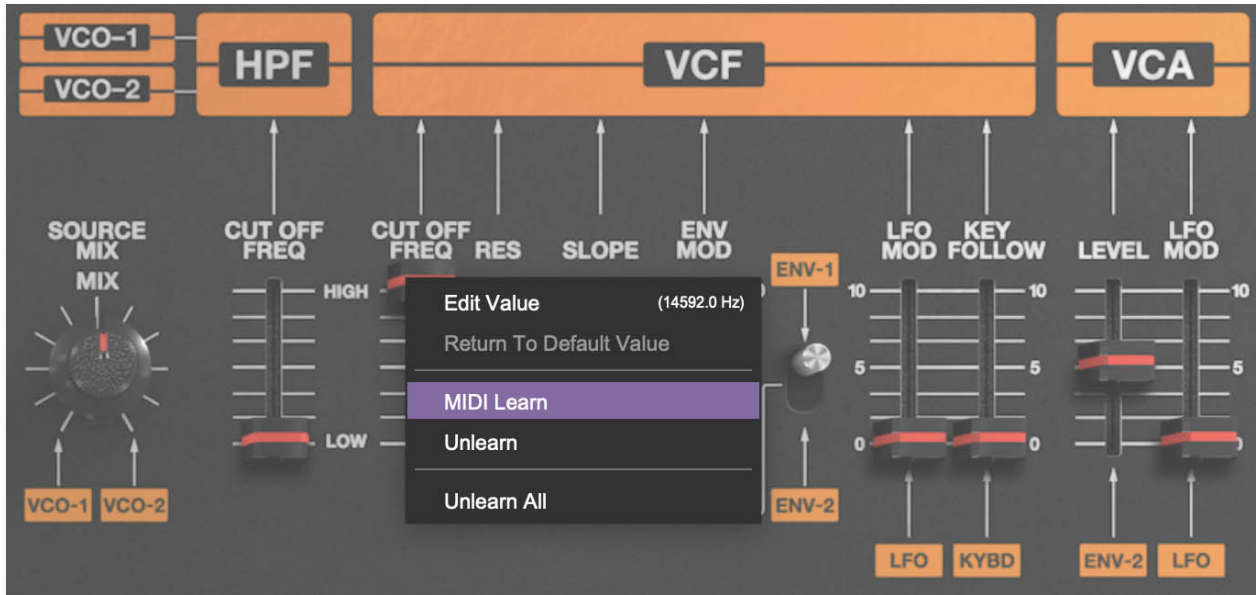 VCO-1
VCO-2
HPF
VCF
VCA
SOURCE
MIX
MIX
CUT OFF
FREQ
CUT OFF
FREQ
RES
SLOPE
ENV
MOD
LFO
MOD
KEY
FOLLOW
LEVEL
LFO
MOD
HIGH
LOW
Edit Value (14592.0 Hz)
Return To Default Value
MIDI Learn
Unlearn
Unlearn All
ENV-1
ENV-2
10
5
0
10
5
0
10
5
VCO-1
VCO-2
LFO
KYBD
ENV-2
LFO